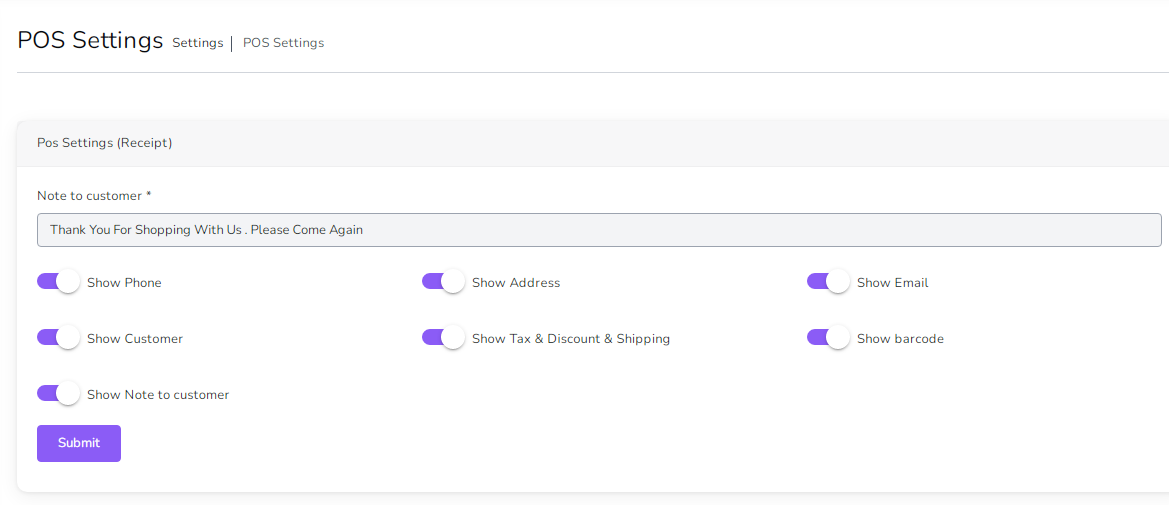 POS Settings Settings | POS Settings
Pos Settings (Receipt)
Note to customer *
Thank You For Shopping With Us . Please Come Again
Show Phone Show Address Show Email
Show Customer Show Tax & Discount & Shipping Show barcode
Show Note to customer
Submit